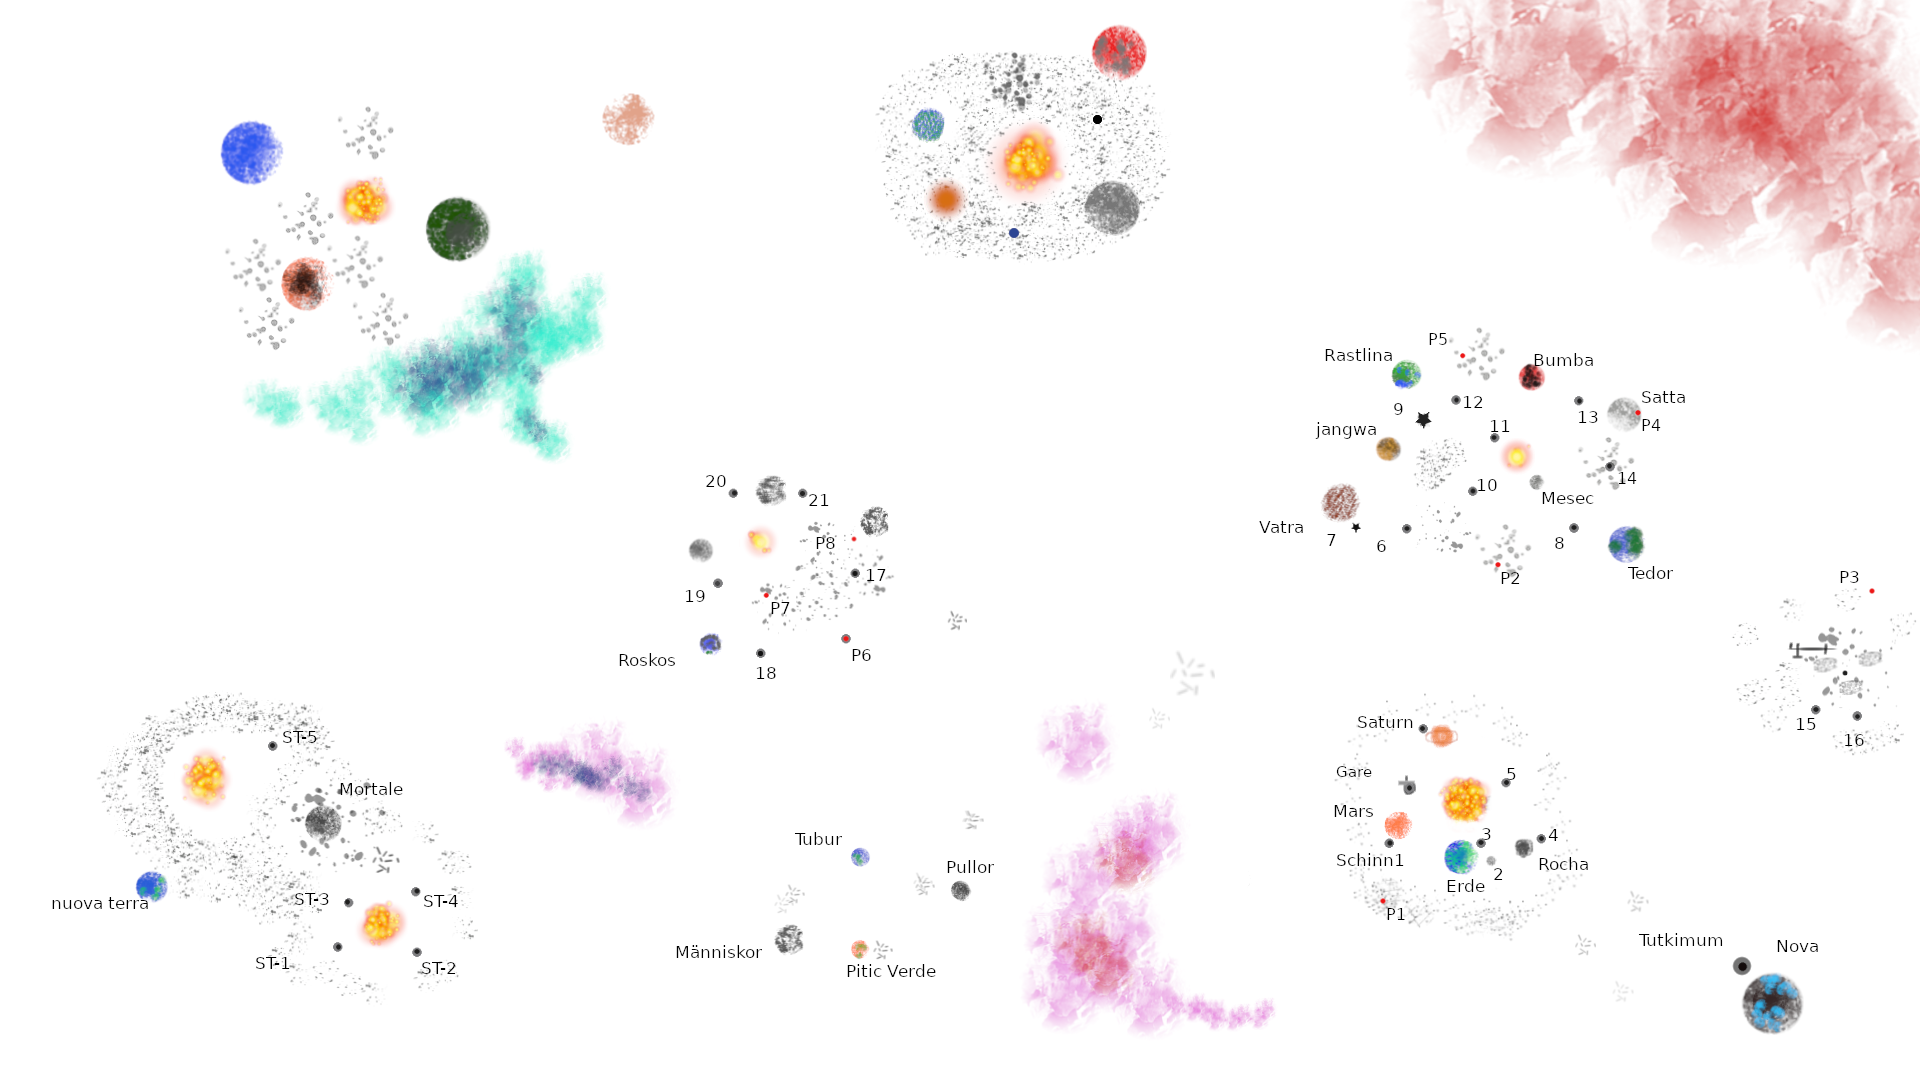 P5
Rastlina
Bumba
Satta
9
12
13
P4
jangwa
11
14
10
Mesec
Vatra
7
6
8
P2
Tedor
20
21
P8
17
19
P7
Roskos
P6
18
P3
15
16
ST-5
Mortale
nuova terra
ST-3
ST-4
ST-1
ST-2
Tubur
Pullor
Människor
Pitic Verde
Saturn
Gare
5
Mars
3
4
Schinn1
2
Rocha
Erde
P1
Tutkimum
Nova